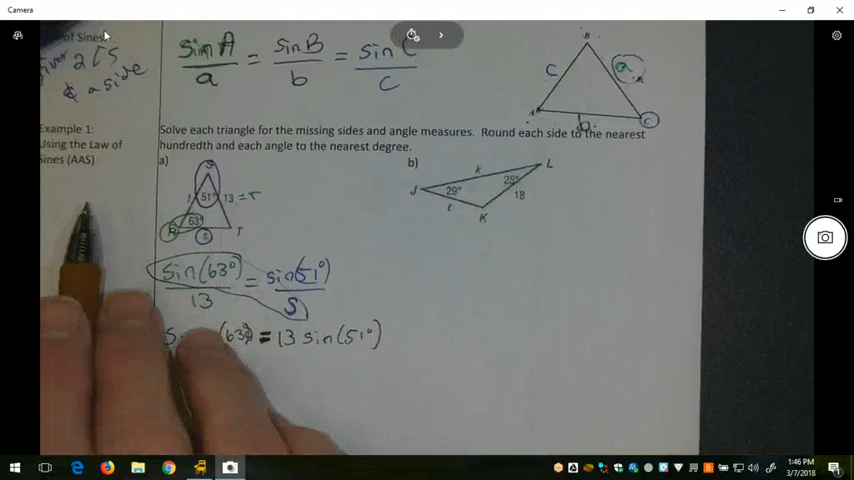 Camera
of Sines
2 ∠s
& a side
sin A / a = sin B / b = sin C / c
B
c
a
A
b
C
Example 1:
Using the Law of
Sines (AAS)
Solve each triangle for the missing sides and angle measures. Round each side to the nearest
hundredth and each angle to the nearest degree.
a)
S
t
51°
13 = r
R
63°
s
T
b)
k
L
J
29°
25°
18
K
sin(63°) / 13 = sin(51°) / S
(63°) = 13 sin(51°)
1:46 PM
3/7/2018